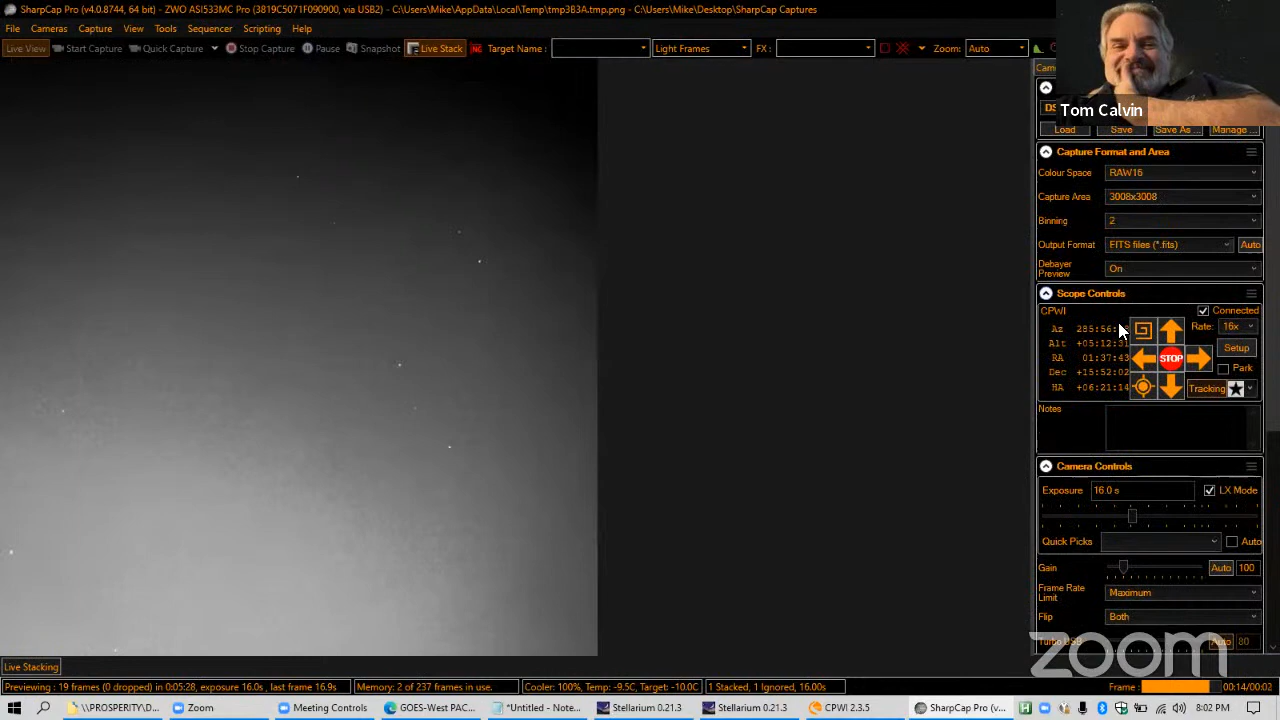 SharpCap Pro (v4.0.8744, 64 bit) - ZWO ASI533MC Pro (3819C5071F090900, via USB2) - C:\Users\Mike\AppData\Local\Temp\tmp3B3A.tmp.png - C:\Users\Mike\Desktop\SharpCap Captures
File Cameras Capture View Tools Sequencer Scripting Help
Live View Start Capture Quick Capture Stop Capture Pause Snapshot Live Stack Target Name : Light Frames FX : Zoom: Auto
Tom Calvin
Load Save Save As ... Manage ...
Capture Format and Area
Colour Space RAW16
Capture Area 3008x3008
Binning 2
Output Format FITS files (*.fits) Auto
Debayer Preview On
Scope Controls
CPWI Connected
Az Rate: 16x
Alt +05:12:31 Setup
RA 01:37:43 STOP
Dec +15:52:02 Park
HA +06:21:14 Tracking
Notes
Camera Controls
Exposure 16.0 s LX Mode
Quick Picks Auto
Gain Auto 100
Frame Rate Limit Maximum
Flip Both
Turbo USB Auto 80
zoom
Live Stacking
Previewing : 19 frames (0 dropped) in 0:05:28, exposure 16.0s , last frame 16.9s Memory: 2 of 237 frames in use. Cooler: 100%, Temp: -9.5C, Target: -10.0C 1 Stacked, 1 Ignored, 16.00s Frame : 00:14/00:02
\\PROSPERITY\D... Zoom Meeting Controls GOES-West PAC... *Untitled - Note... Stellarium 0.21.3 Stellarium 0.21.3 CPWI 2.3.5 SharpCap Pro (v... 8:02 PM